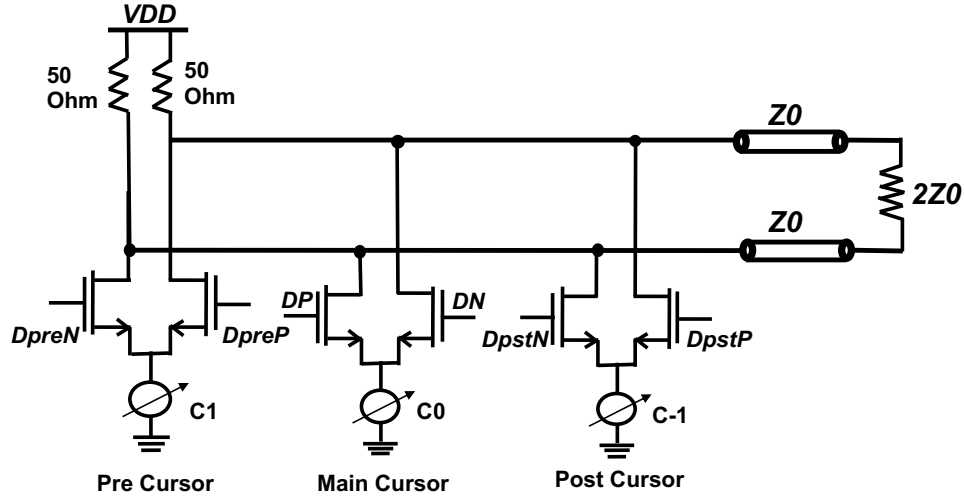 VDD
50
Ohm
50
Ohm
Z0
2Z0
Z0
DpreN
DpreP
DP
DN
DpstN
DpstP
C1
C0
C-1
Pre Cursor
Main Cursor
Post Cursor